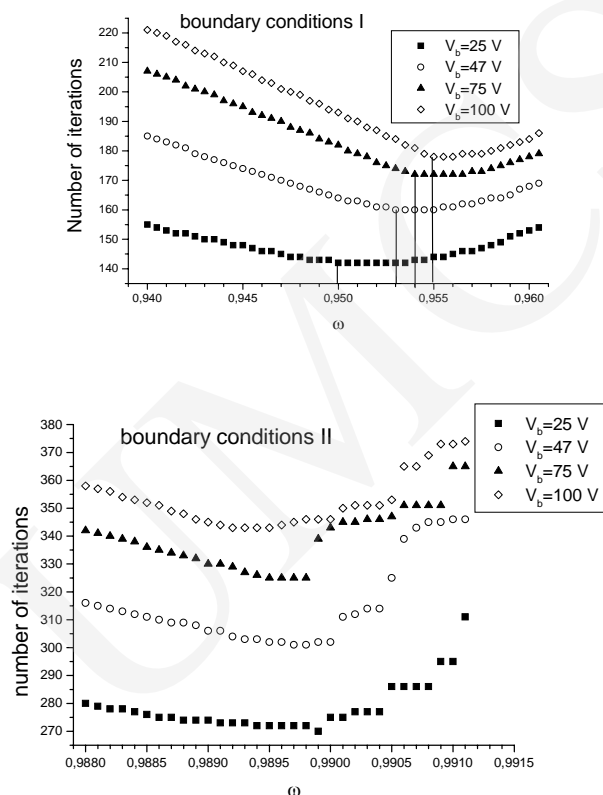 boundary conditions I
V_b=25 V
V_b=47 V
V_b=75 V
V_b=100 V
Number of iterations
220
210
200
190
180
170
160
150
140
0,940
0,945
0,950
0,955
0,960
ω
boundary conditions II
V_b=25 V
V_b=47 V
V_b=75 V
V_b=100 V
number of iterations
380
370
360
350
340
330
320
310
300
290
280
270
0,9880
0,9885
0,9890
0,9895
0,9900
0,9905
0,9910
0,9915
ω
UMCS